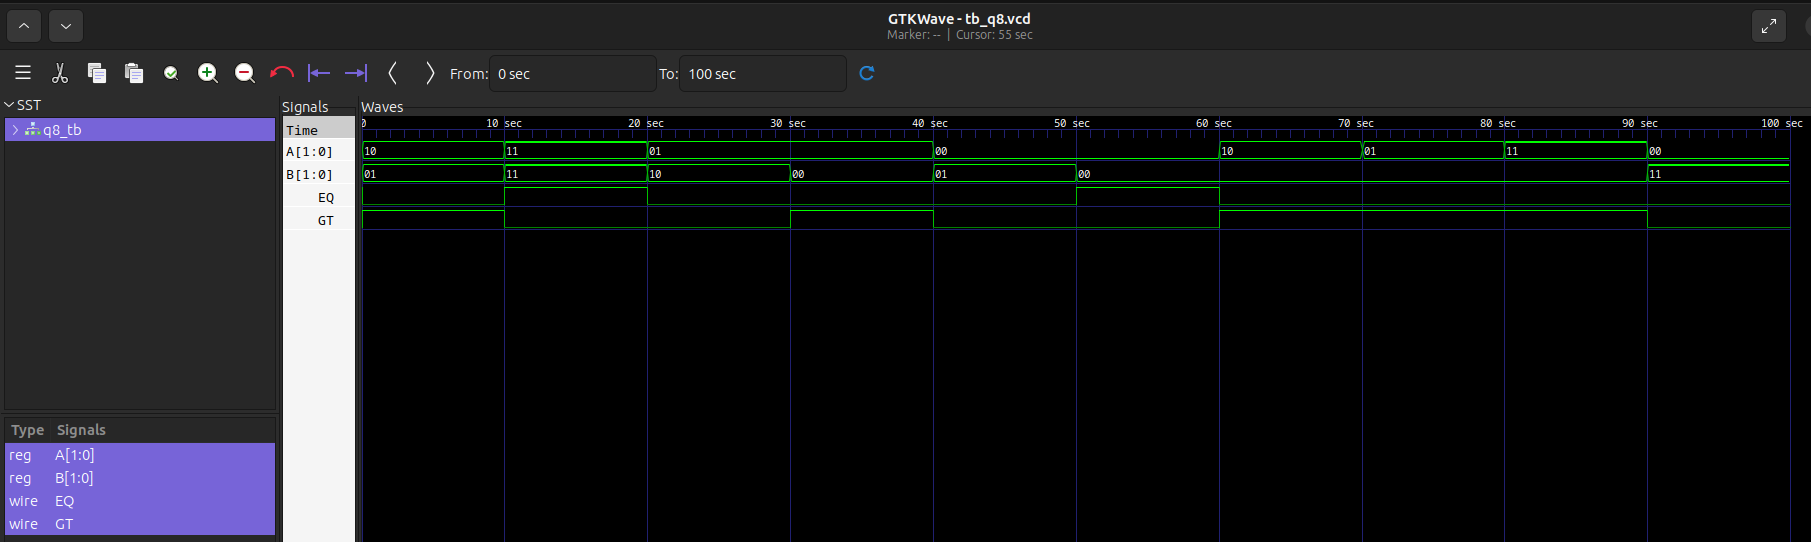 GTKWave - tb_q8.vcd
Marker: -- | Cursor: 55 sec
From: 0 sec To: 100 sec
SST
q8_tb
Signals
Waves
Time
0 10 sec 20 sec 30 sec 40 sec 50 sec 60 sec 70 sec 80 sec 90 sec 100 sec
A[1:0] 10 11 01 00 10 01 11 00
B[1:0] 01 11 10 00 01 00 11
EQ
GT
Type Signals
reg A[1:0]
reg B[1:0]
wire EQ
wire GT